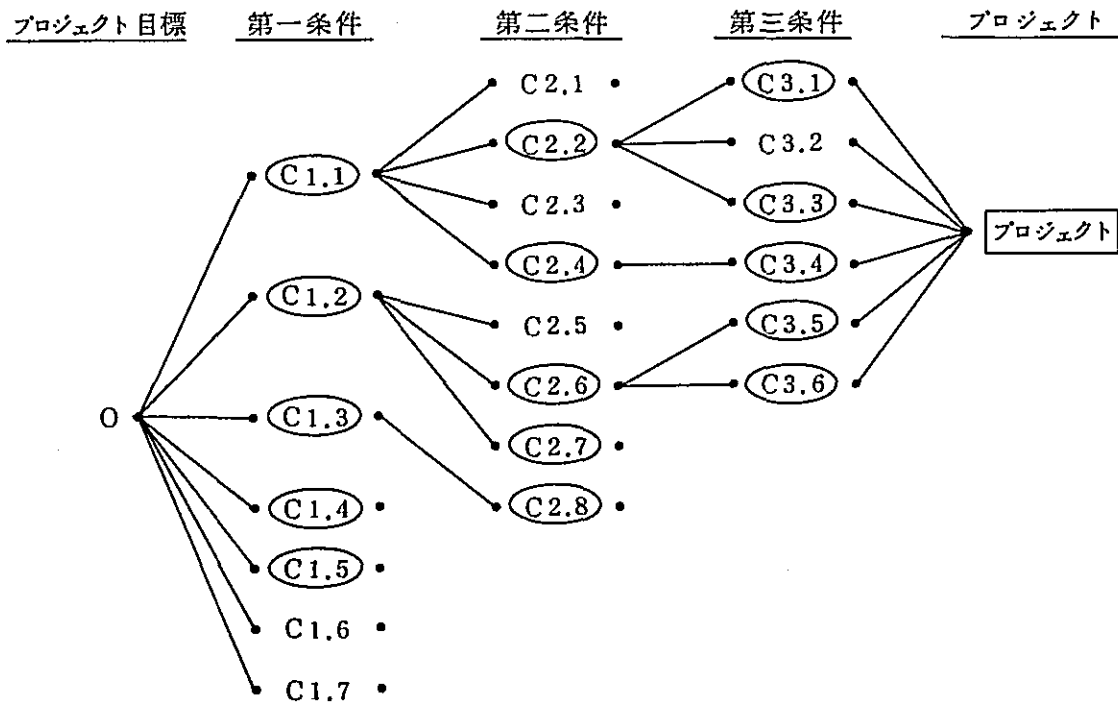 プロジェクト目標 第一条件 第二条件 第三条件 プロジェクト
C2.1 C3.1
C2.2 C3.2
C1.1 C2.3 C3.3
プロジェクト
C2.4 C3.4
C1.2 C2.5 C3.5
C2.6 C3.6
O C1.3 C2.7
C1.4 C2.8
C1.5
C1.6
C1.7